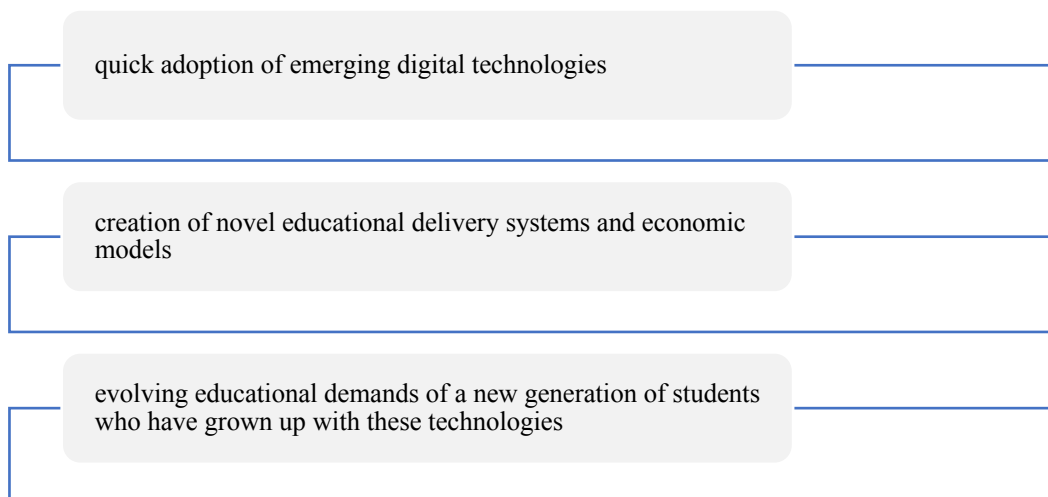 quick adoption of emerging digital technologies
creation of novel educational delivery systems and economic
models
evolving educational demands of a new generation of students
who have grown up with these technologies